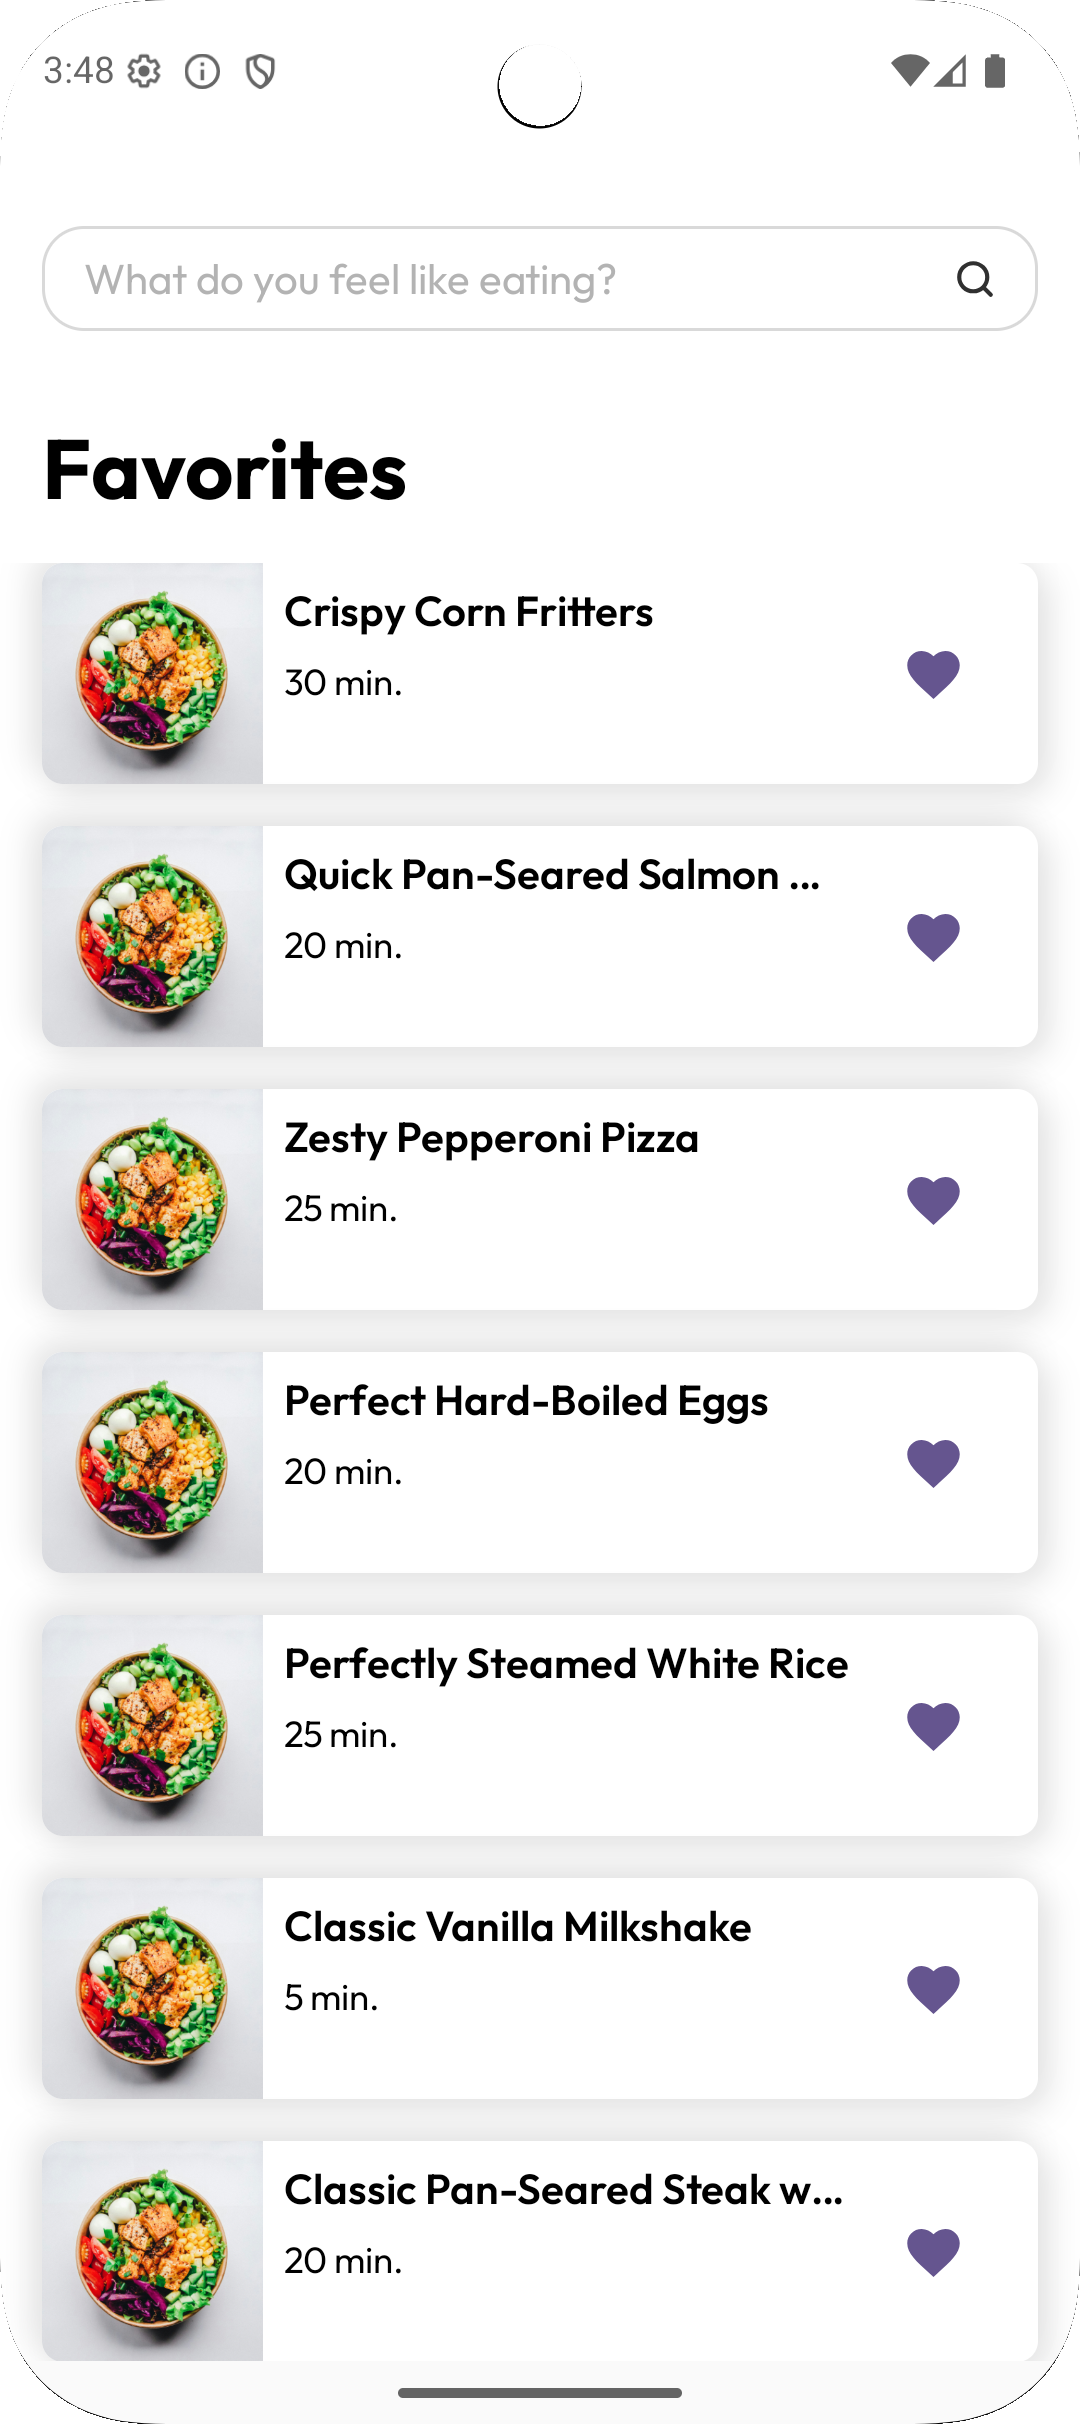 3:48
What do you feel like eating?
Favorites
Crispy Corn Fritters
30 min.
Quick Pan-Seared Salmon ...
20 min.
Zesty Pepperoni Pizza
25 min.
Perfect Hard-Boiled Eggs
20 min.
Perfectly Steamed White Rice
25 min.
Classic Vanilla Milkshake
5 min.
Classic Pan-Seared Steak w...
20 min.